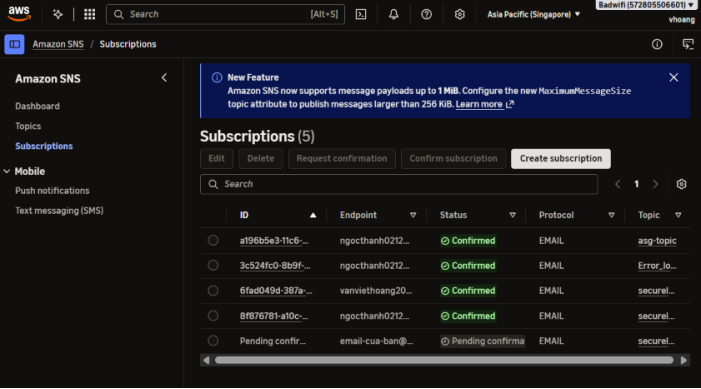 aws
Search [Alt+S]
Asia Pacific (Singapore)
Badwifi (572805506601)
vhoang
Amazon SNS / Subscriptions
Amazon SNS
Dashboard
Topics
Subscriptions
Mobile
Push notifications
Text messaging (SMS)
New Feature
Amazon SNS now supports message payloads up to 1 MiB. Configure the new MaximumMessageSize
topic attribute to publish messages larger than 256 KiB. Learn more
Subscriptions (5)
Edit Delete Request confirmation Confirm subscription Create subscription
Search
1
ID Endpoint Status Protocol Topic
a196b5e3-11c6-... ngocthanh0212... Confirmed EMAIL asg-topic
3c524fc0-8b9f-... ngocthanh0212... Confirmed EMAIL Error_lo...
6fad049d-387a-... vanviethoang20... Confirmed EMAIL securel...
8f876781-a10c-... ngocthanh0212... Confirmed EMAIL securel...
Pending confir... email-cua-ban@... Pending confirma EMAIL securel...